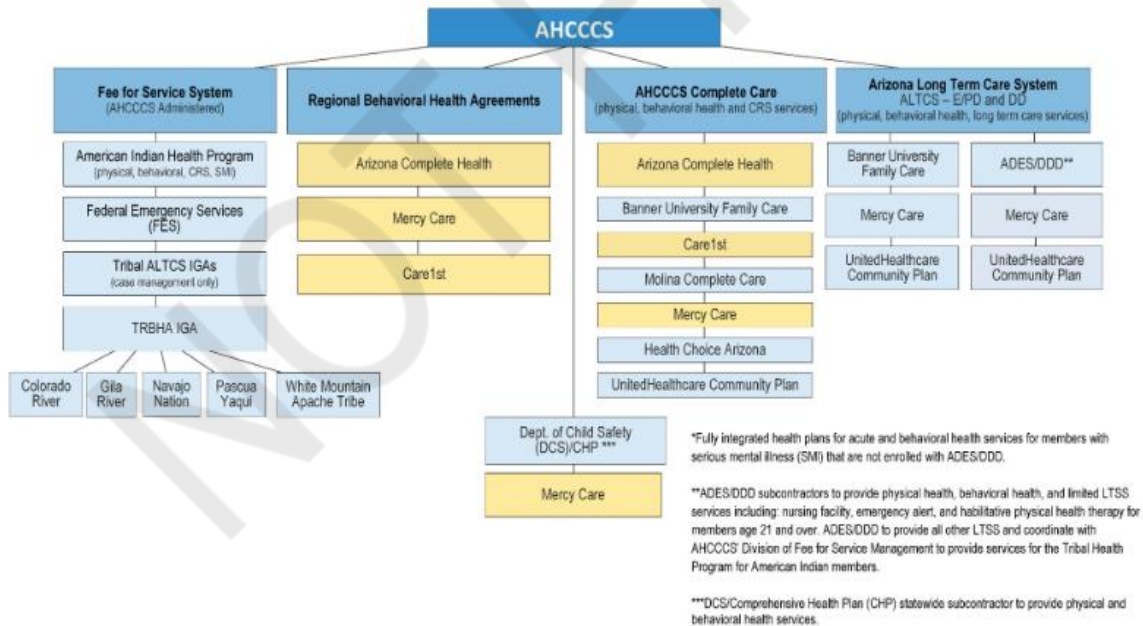 AHCCCS
Fee for Service System
(AHCCCS Administered)
American Indian Health Program
(physical, behavioral, CRS, SMI)
Federal Emergency Services
(FES)
Tribal ALTCS IGAs
(case management only)
TRBHA IGA
Colorado
River
Gila
River
Navajo
Nation
Pascua
Yaqui
White Mountain
Apache Tribe
Regional Behavioral Health Agreements
Arizona Complete Health
Mercy Care
Care1st
AHCCCS Complete Care
(physical, behavioral health and CRS services)
Arizona Complete Health
Banner University Family Care
Care1st
Molina Complete Care
Mercy Care
Health Choice Arizona
UnitedHealthcare Community Plan
Arizona Long Term Care System
ALTCS – E/PD and DD
(physical, behavioral health, long term care services)
Banner University
Family Care
Mercy Care
UnitedHealthcare
Community Plan
ADES/DDD**
Mercy Care
UnitedHealthcare
Community Plan
Dept. of Child Safety
(DCS)/CHP ***
Mercy Care
*Fully integrated health plans for acute and behavioral health services for members with
serious mental illness (SMI) that are not enrolled with ADES/DDD.
**ADES/DDD subcontractors to provide physical health, behavioral health, and limited LTSS
services including: nursing facility, emergency alert, and habilitative physical health therapy for
members age 21 and over. ADES/DDD to provide all other LTSS and coordinate with
AHCCCS' Division of Fee for Service Management to provide services for the Tribal Health
Program for American Indian members.
***DCS/Comprehensive Health Plan (CHP) statewide subcontractor to provide physical and
behavioral health services.
NOT